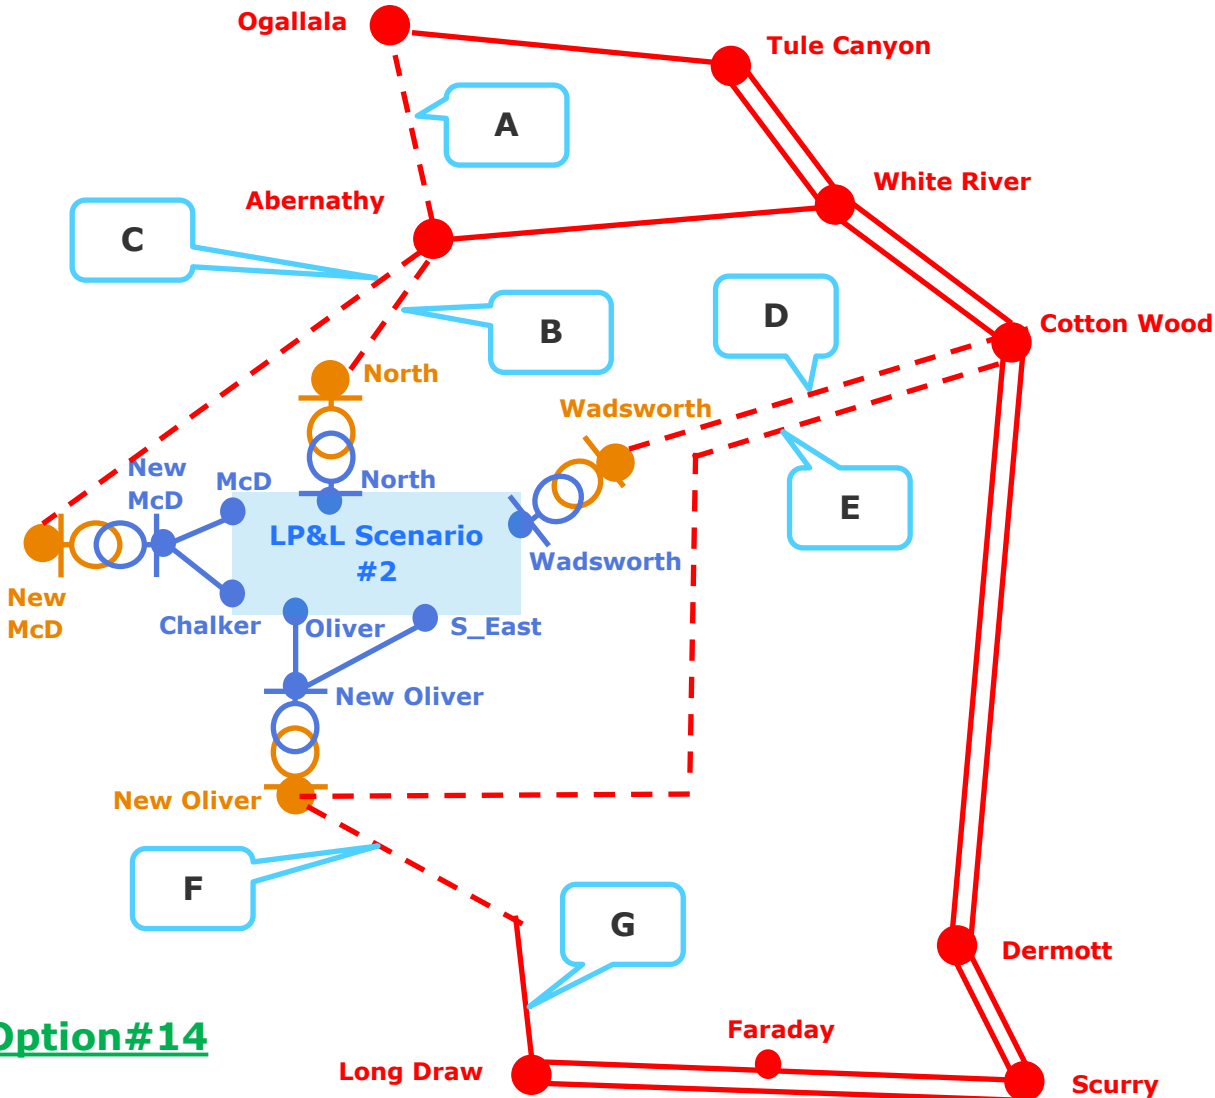 Ogallala
Tule Canyon
A
White River
Abernathy
C
B
D
Cotton Wood
North
Wadsworth
New
McD
McD
North
E
LP&L Scenario
#2
Wadsworth
New
McD
Chalker
Oliver
S_East
New Oliver
New Oliver
F
G
Dermott
Option#14
Faraday
Long Draw
Scurry